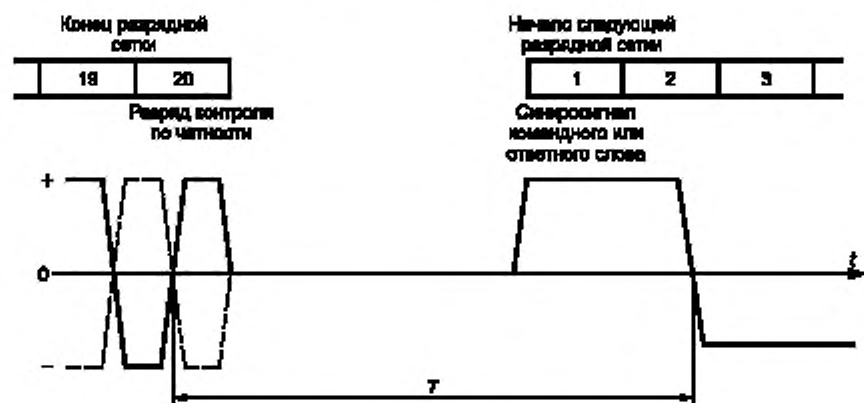 Конец разрядной
сетки
Начало следующей
разрядной сетки
19 20
1 2 3
Разряд контроля
по четности
Синхросигнал
командного или
ответного слова
+
0
t
−
T